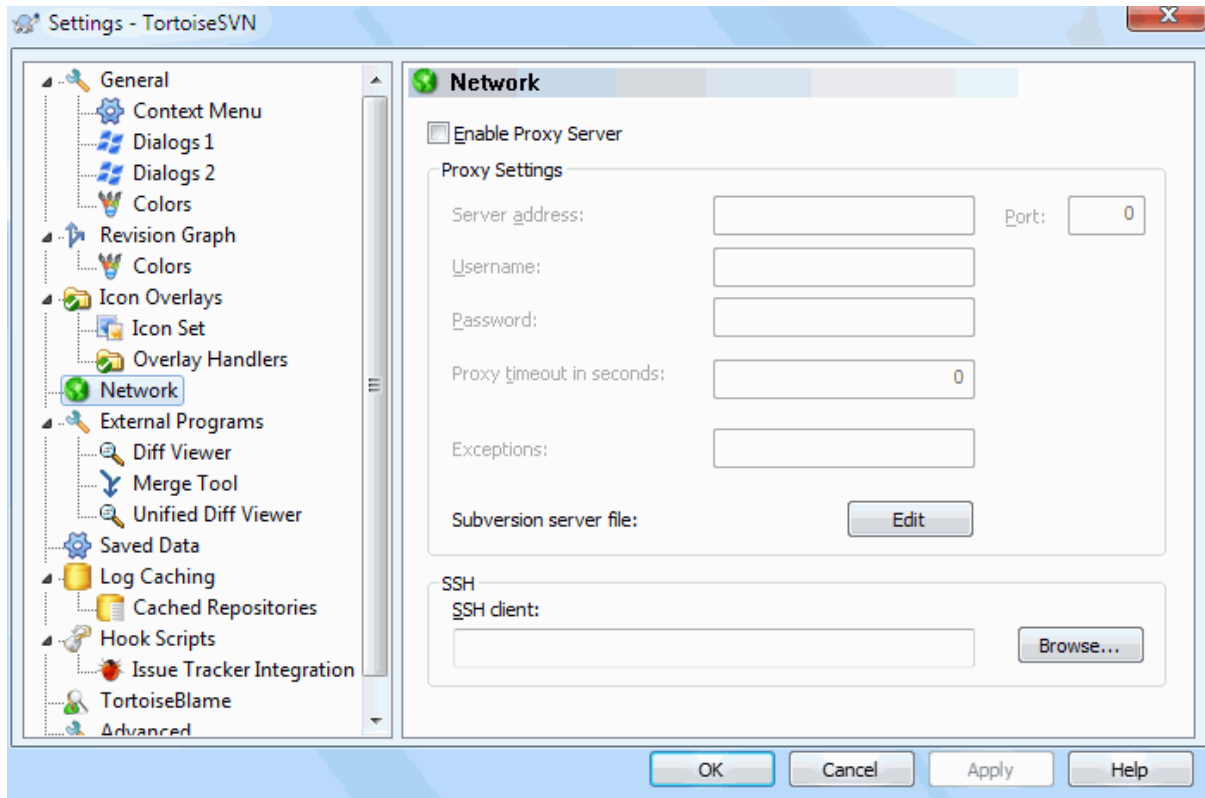 Settings - TortoiseSVN
X
General
Context Menu
Dialogs 1
Dialogs 2
Colors
Revision Graph
Colors
Icon Overlays
Icon Set
Overlay Handlers
Network
External Programs
Diff Viewer
Merge Tool
Unified Diff Viewer
Saved Data
Log Caching
Cached Repositories
Hook Scripts
Issue Tracker Integration
TortoiseBlame
Advanced
Network
Enable Proxy Server
Proxy Settings
Server address:
Port: 0
Username:
Password:
Proxy timeout in seconds: 0
Exceptions:
Subversion server file: Edit
SSH
SSH client:
Browse...
OK Cancel Apply Help